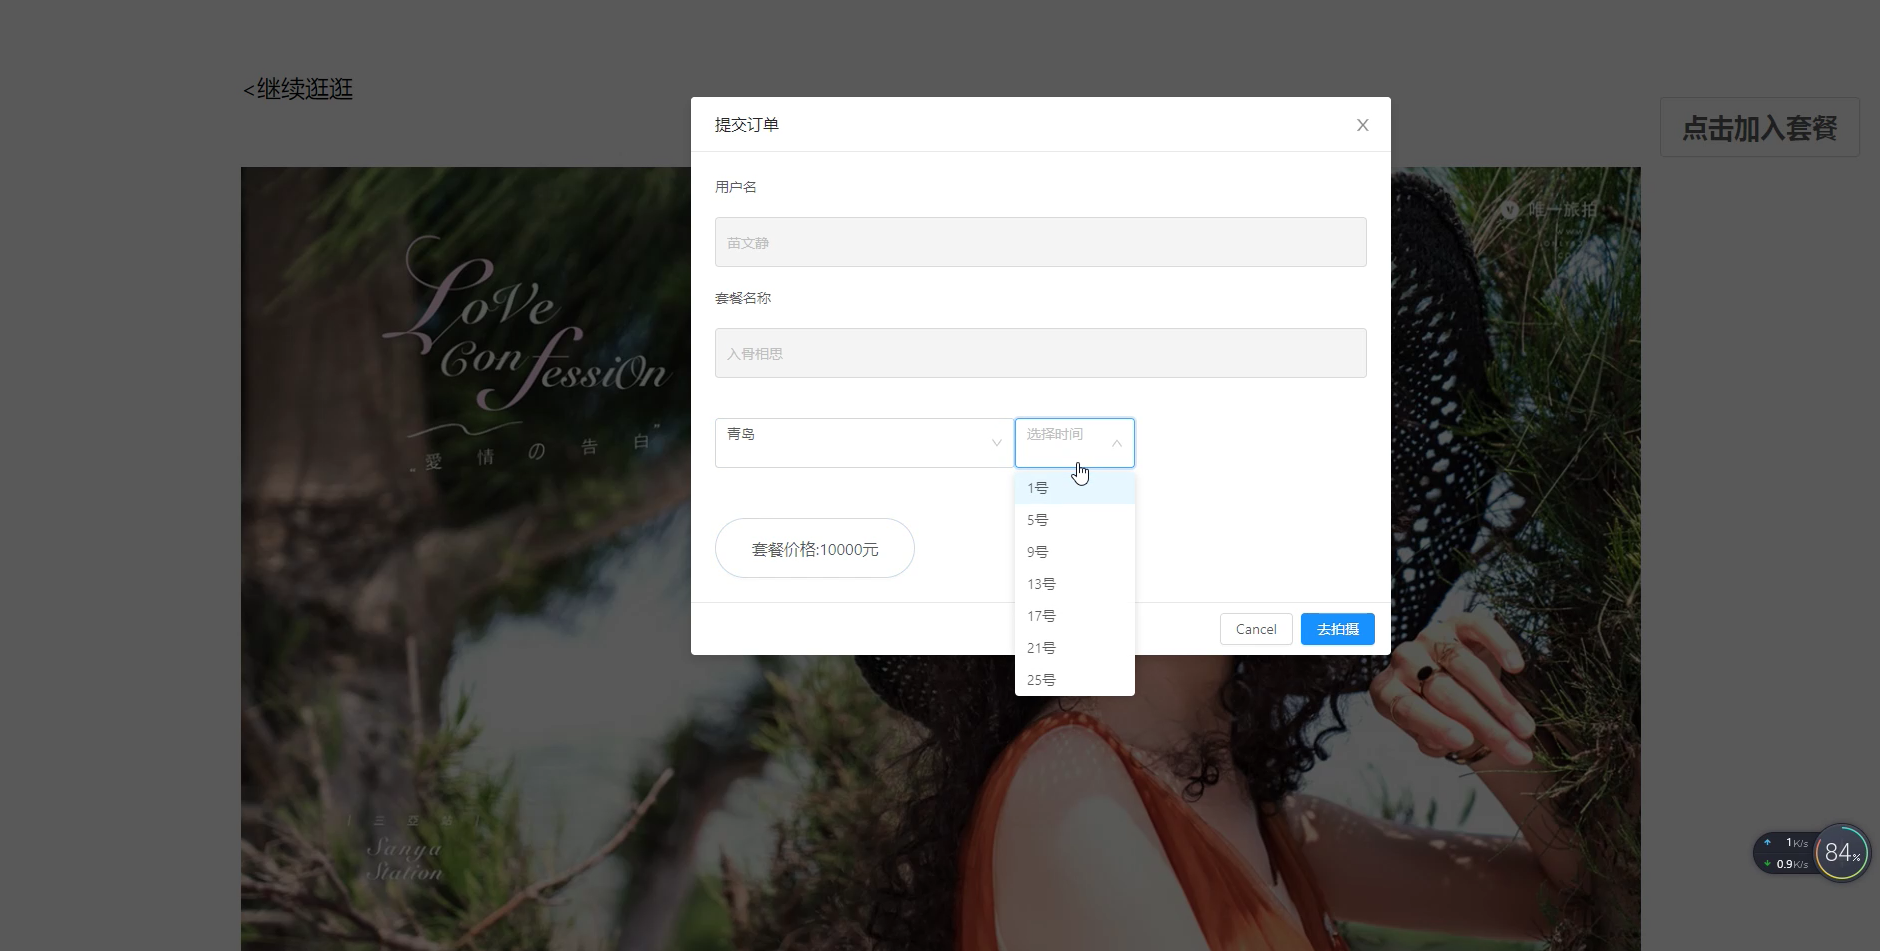 <继续逛逛
点击加入套餐
提交订单
X
用户名
苗文静
套餐名称
入骨相思
青岛
选择时间
1号
5号
9号
13号
17号
21号
25号
套餐价格:10000元
Cancel
去拍摄
唯一旅拍
Love
Confession
“愛情の告白”
三亞站
Sanya
Station
1K/s
0.9K/s
84%